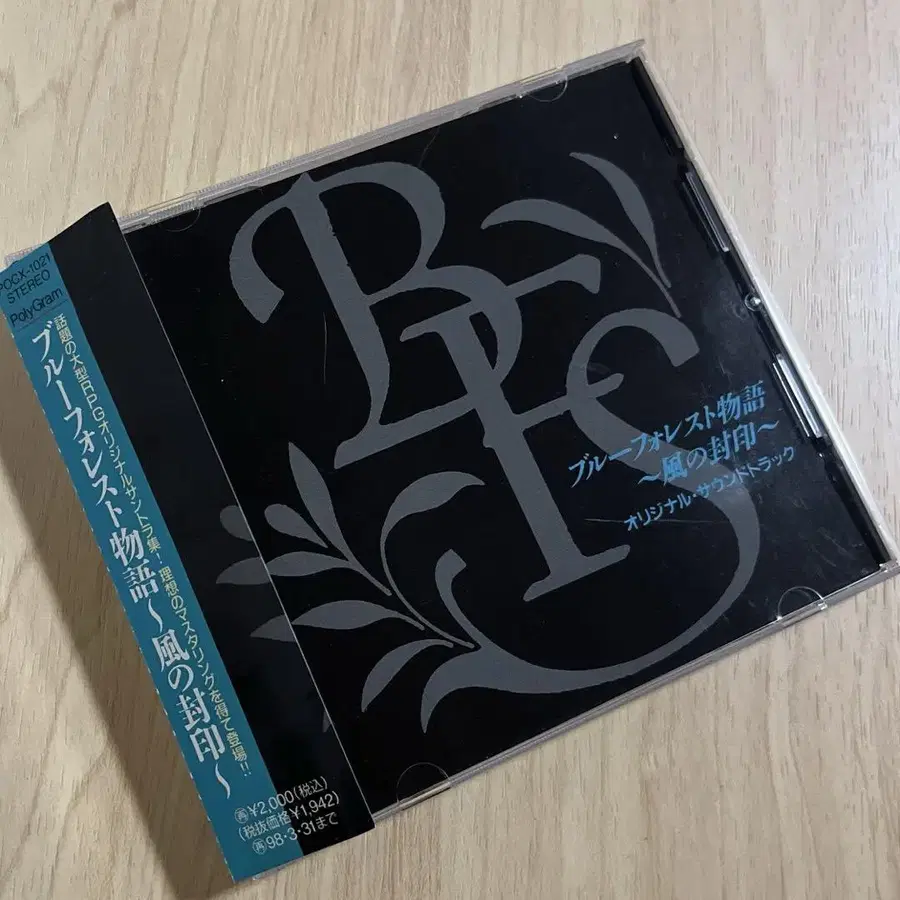 POCX-1021
STEREO
PolyGram
話題の大型RPGオリジナルサントラ集！理想のマスタリングを得て登場!!
ブルーフォレスト物語〜風の封印〜
再¥2,000(税込)
(税抜価格¥1,942)
再98・3・31まで
BFS
ブルーフォレスト物語
〜風の封印〜
オリジナル・サウンドトラック